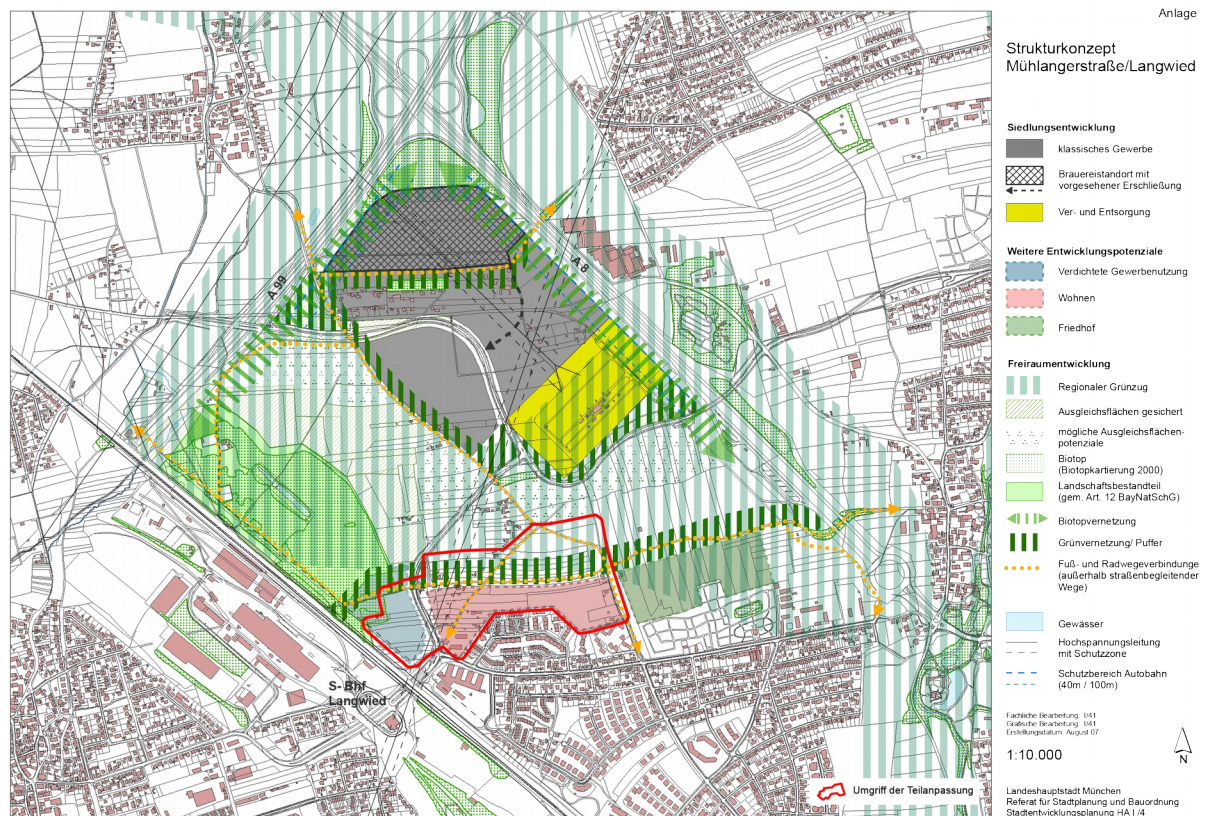 Anlage
Strukturkonzept
Mühlangerstraße/Langwied
Siedlungsentwicklung
klassisches Gewerbe
Brauereistandort mit
vorgesehener Erschließung
Ver- und Entsorgung
Weitere Entwicklungspotenziale
Verdichtete Gewerbenutzung
Wohnen
Friedhof
Freiraumentwicklung
Regionaler Grünzug
Ausgleichsflächen gesichert
mögliche Ausgleichsflächen-
potenziale
Biotop
(Biotopkartierung 2000)
Landschaftsbestandteil
(gem. Art. 12 BayNatSchG)
Biotopvernetzung
Grünvernetzung/ Puffer
Fuß- und Radwegeverbindungen
(außerhalb straßenbegleitender
Wege)
Gewässer
Hochspannungsleitung
mit Schutzzone
Schutzbereich Autobahn
(40m / 100m)
Fachliche Bearbeitung: I/41
Grafische Bearbeitung: I/41
Erstellungsdatum: August 07
1:10.000
N
Landeshauptstadt München
Referat für Stadtplanung und Bauordnung
Stadtentwicklungsplanung HA I /4
A 99
A 8
S- Bhf
Langwied
Umgriff der Teilanpassung